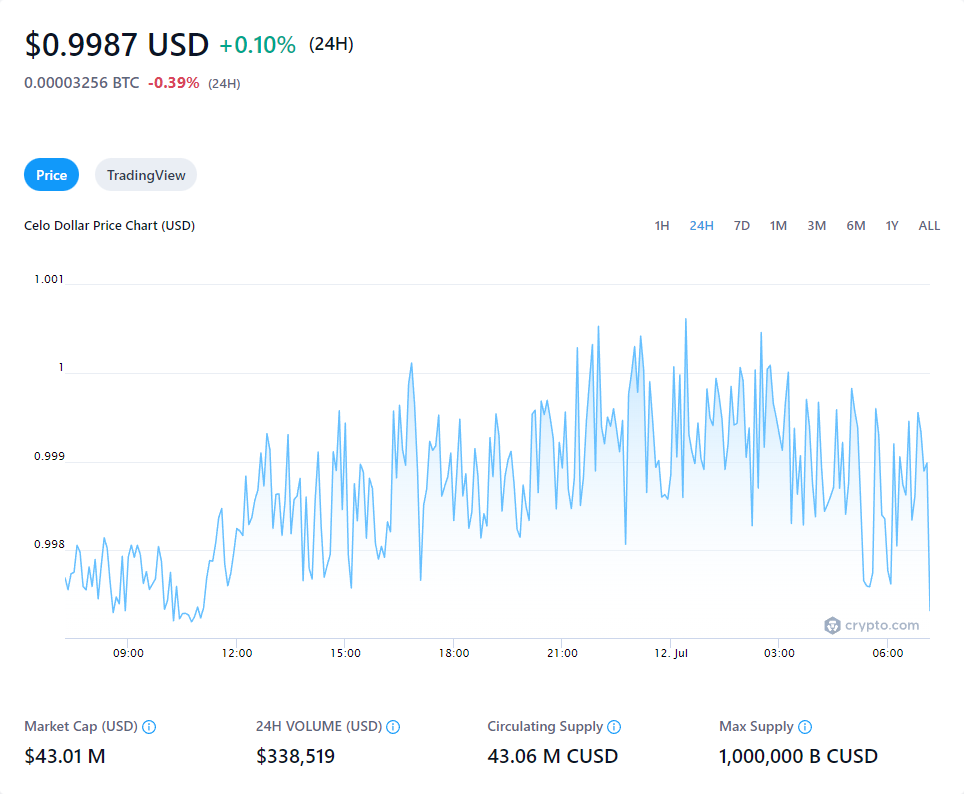 $0.9987 USD +0.10% (24H)
0.00003256 BTC -0.39% (24H)
Price TradingView
Celo Dollar Price Chart (USD) 1H 24H 7D 1M 3M 6M 1Y ALL
1.001
1
0.999
0.998
crypto.com
09:00 12:00 15:00 18:00 21:00 12. Jul 03:00 06:00
Market Cap (USD) 24H VOLUME (USD) Circulating Supply Max Supply
$43.01 M $338,519 43.06 M CUSD 1,000,000 B CUSD